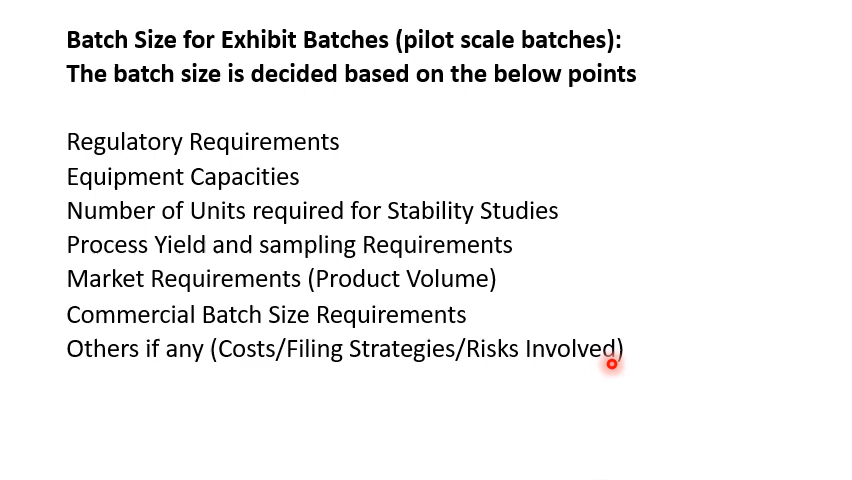 Batch Size for Exhibit Batches (pilot scale batches):
The batch size is decided based on the below points
Regulatory Requirements
Equipment Capacities
Number of Units required for Stability Studies
Process Yield and sampling Requirements
Market Requirements (Product Volume)
Commercial Batch Size Requirements
Others if any (Costs/Filing Strategies/Risks Involved)